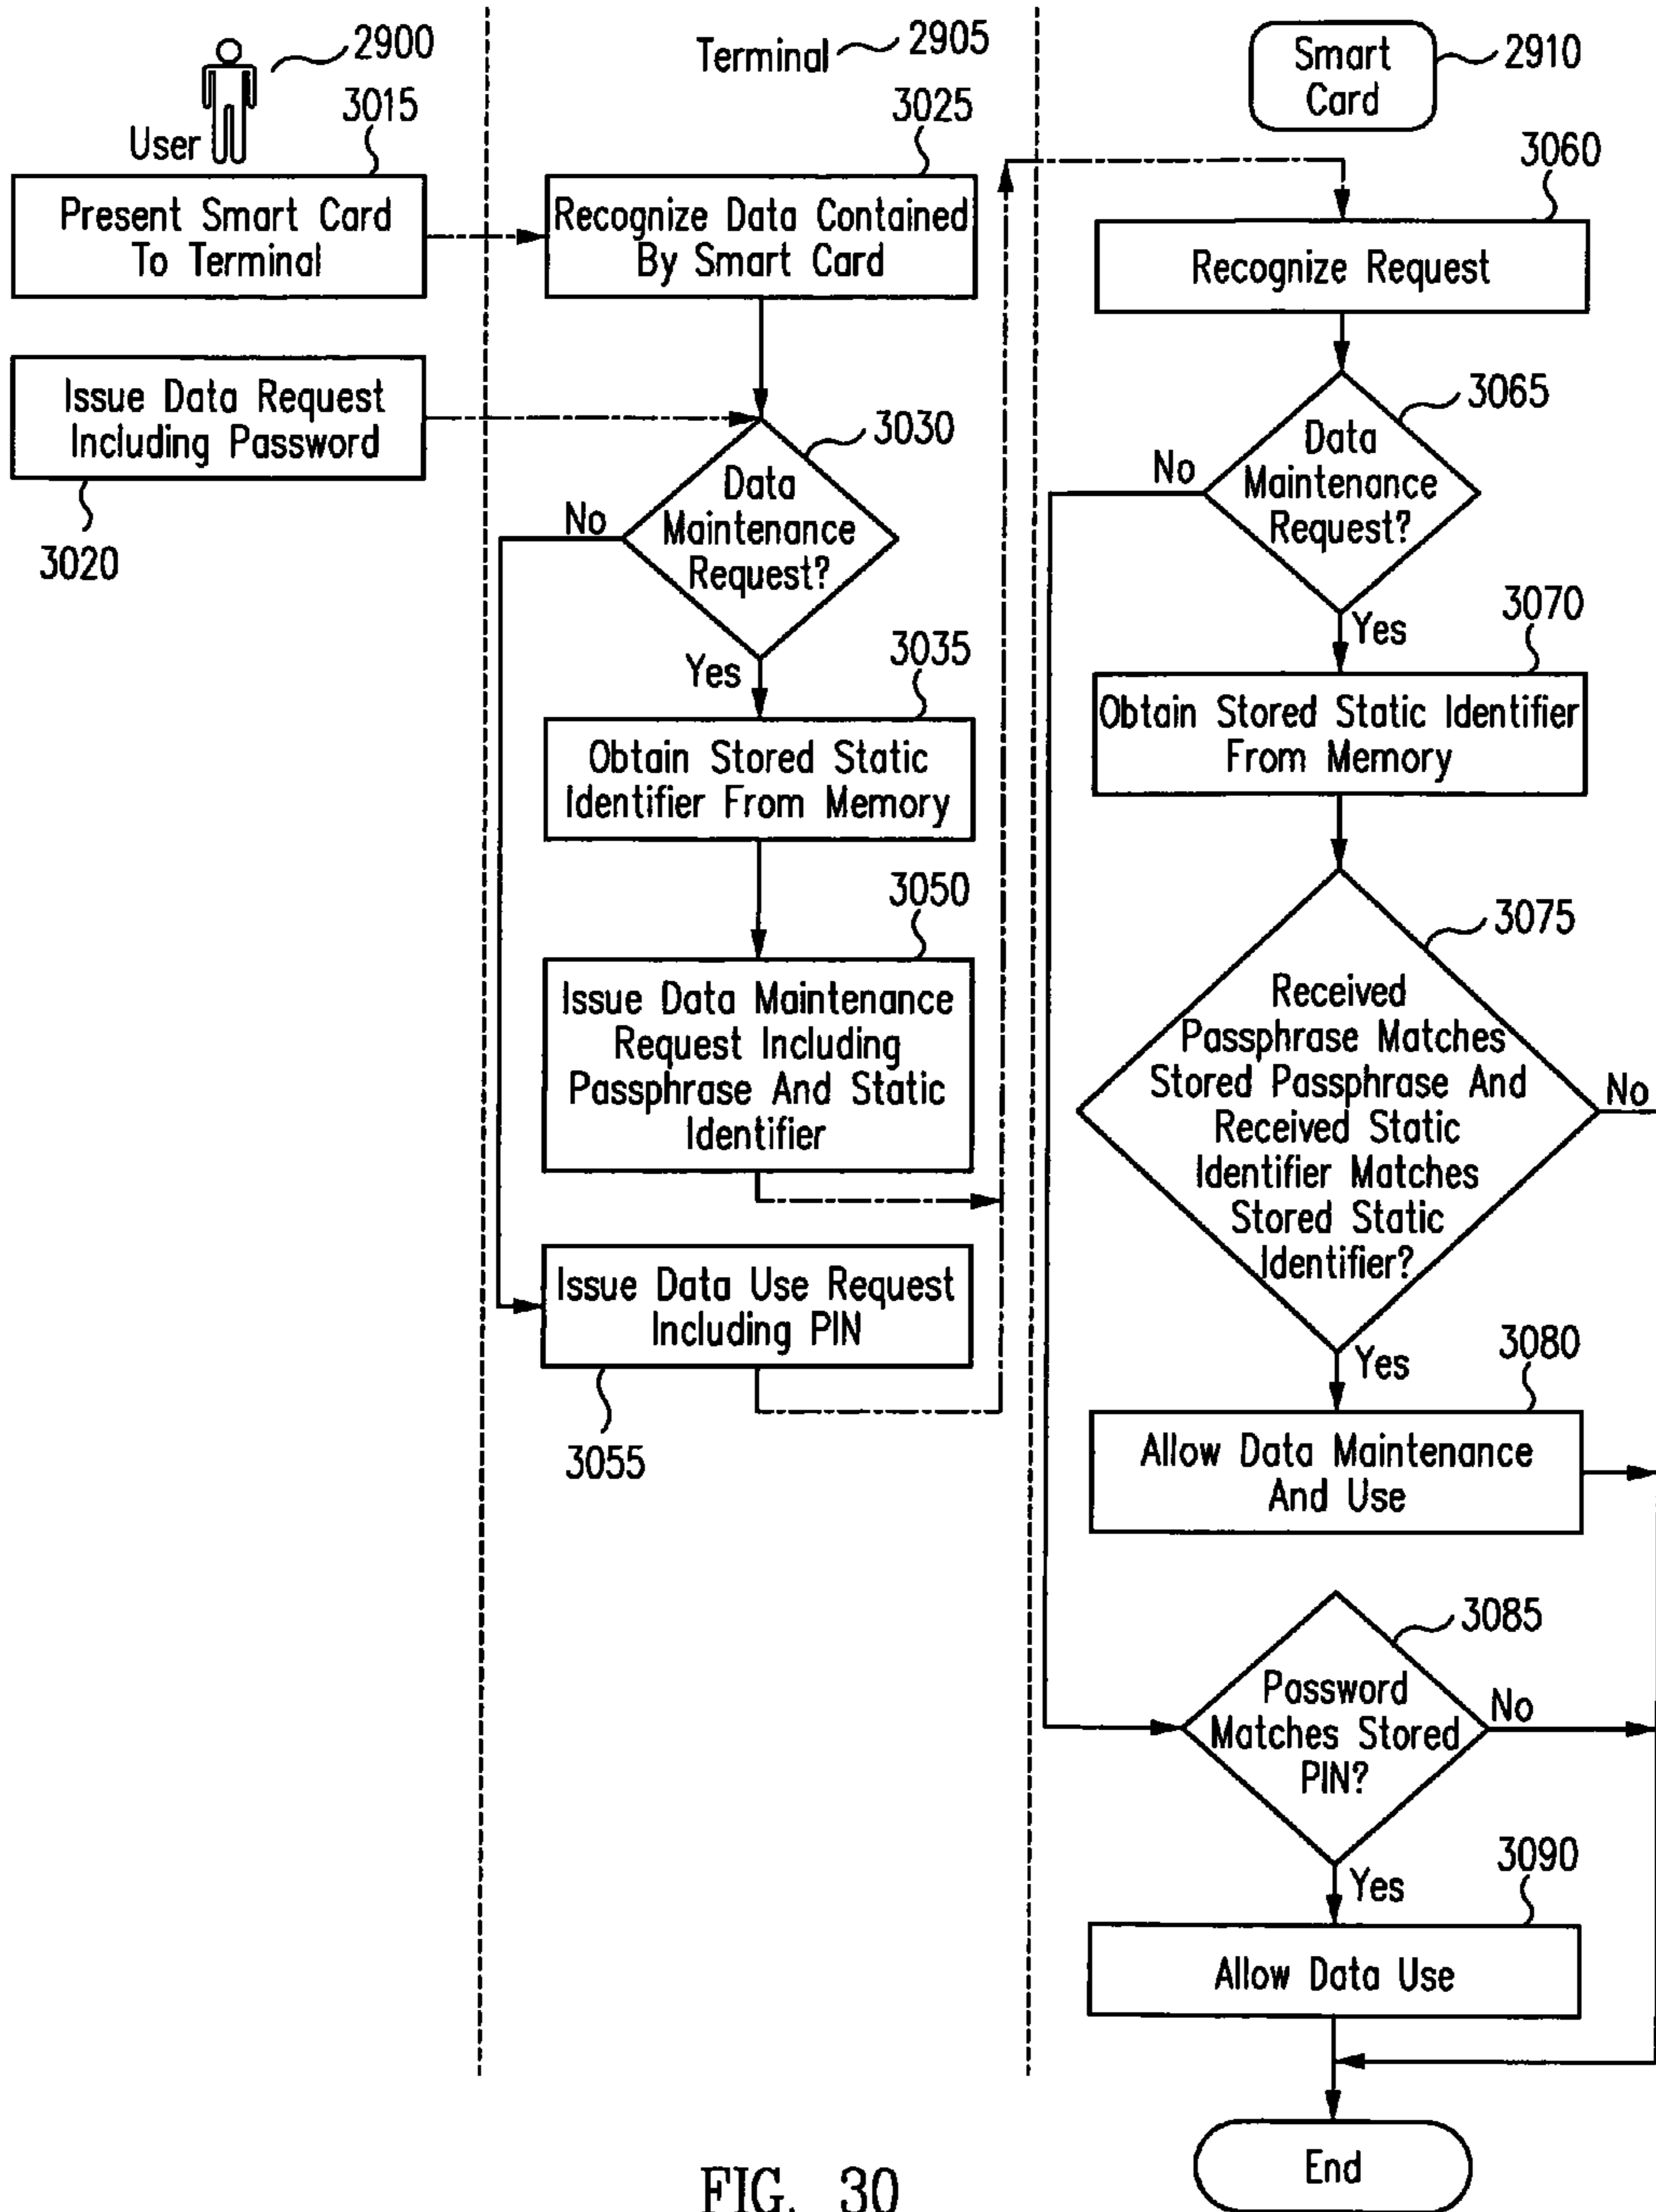 2900
User
3015
Present Smart Card
To Terminal
Issue Data Request
Including Password
3020
Terminal
2905
3025
Recognize Data Contained
By Smart Card
3030
Data
Maintenance
Request?
No
Yes
3035
Obtain Stored Static
Identifier From Memory
3050
Issue Data Maintenance
Request Including
Passphrase And Static
Identifier
Issue Data Use Request
Including PIN
3055
Smart
Card
2910
3060
Recognize Request
3065
Data
Maintenance
Request?
No
Yes
3070
Obtain Stored Static Identifier
From Memory
3075
Received
Passphrase Matches
Stored Passphrase And
Received Static
Identifier Matches
Stored Static
Identifier?
No
Yes
3080
Allow Data Maintenance
And Use
3085
Password
Matches Stored
PIN?
No
Yes
3090
Allow Data Use
End
FIG. 30